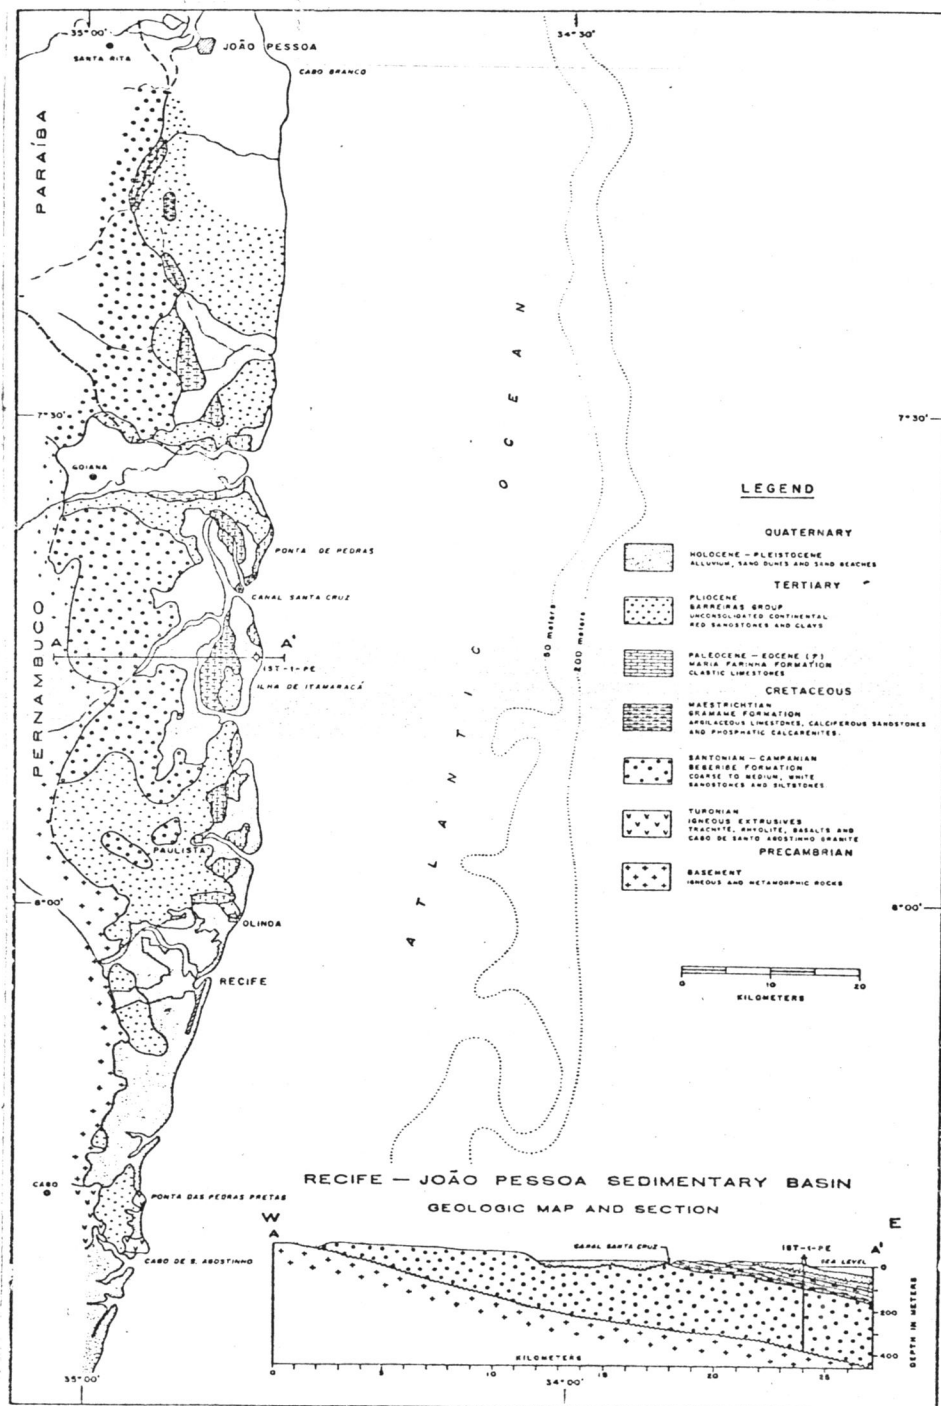 35°00'
34°30'
JOÃO PESSOA
SANTA RITA
CABO BRANCO
PARAÍBA
ATLANTIC OCEAN
7°30'
7°30'
GOIANA
PONTA DE PEDRAS
CANAL SANTA CRUZ
PERNAMBUCO
A
A'
IST-1-PE
ILHA DE ITAMARACÁ
50 meters
200 meters
PAULISTA
8°00'
8°00'
OLINDA
RECIFE
CABO
PONTA DAS PEDRAS PRETAS
CABO DE S. AGOSTINHO
LEGEND
QUATERNARY
HOLOCENE – PLEISTOCENE
ALLUVIUM, SAND DUNES AND SAND BEACHES
TERTIARY
PLIOCENE
BARREIRAS GROUP
UNCONSOLIDATED CONTINENTAL
RED SANDSTONES AND CLAYS
PALEOCENE – EOCENE (?)
MARIA FARINHA FORMATION
CLASTIC LIMESTONES
CRETACEOUS
MAESTRICHTIAN
GRAMAME FORMATION
ARGILACEOUS LIMESTONES, CALCIFEROUS SANDSTONES
AND PHOSPHATIC CALCARENITES.
SANTONIAN – CAMPANIAN
BEBERIBE FORMATION
COARSE TO MEDIUM, WHITE
SANDSTONES AND SILTSTONES
TURONIAN
IGNEOUS EXTRUSIVES
TRACHITE, RHYOLITE, BASALTS AND
CABO DE SANTO AGOSTINHO GRANITE
PRECAMBRIAN
BASEMENT
IGNEOUS AND METAMORPHIC ROCKS
0 10 20
KILOMETERS
RECIFE – JOÃO PESSOA SEDIMENTARY BASIN
GEOLOGIC MAP AND SECTION
W
E
A
CANAL SANTA CRUZ
IST-1-PE
A'
SEA LEVEL
0
200
400
DEPTH IN METERS
KILOMETERS
0 5 10 15 20 25
35°00'
34°00'